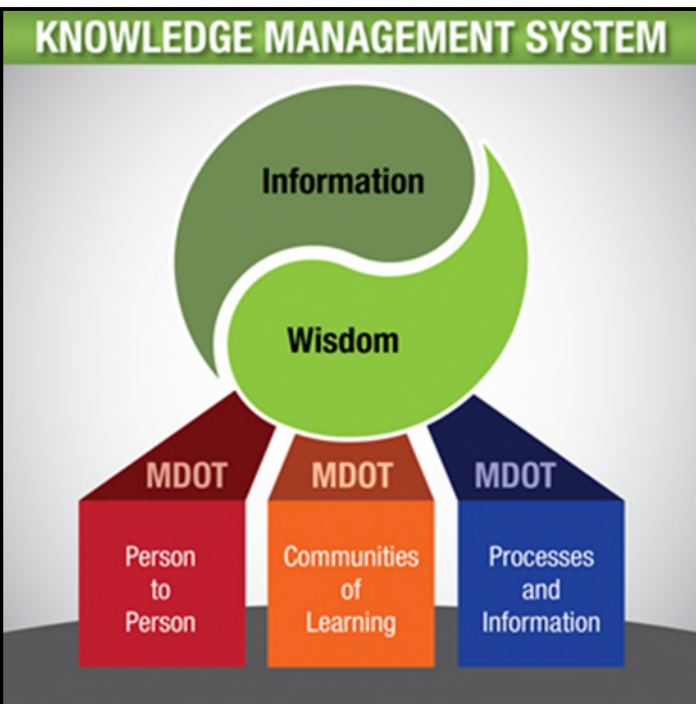 KNOWLEDGE MANAGEMENT SYSTEM
Information
Wisdom
MDOT
MDOT
MDOT
Person
to
Person
Communities
of
Learning
Processes
and
Information